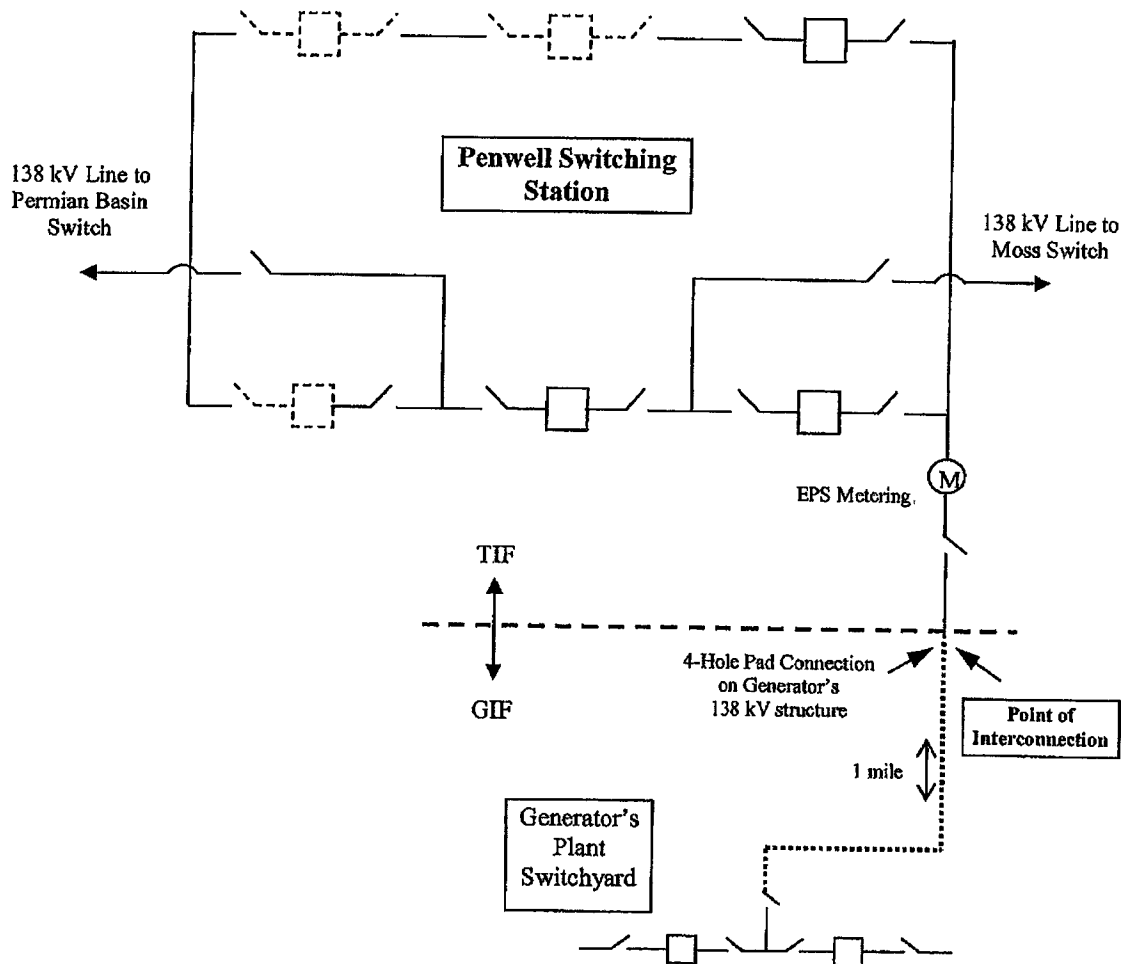 Penwell Switching
Station
138 kV Line to
Permian Basin
Switch
138 kV Line to
Moss Switch
EPS Metering
M
TIF
GIF
4-Hole Pad Connection
on Generator's
138 kV structure
Point of
Interconnection
1 mile
Generator's
Plant
Switchyard